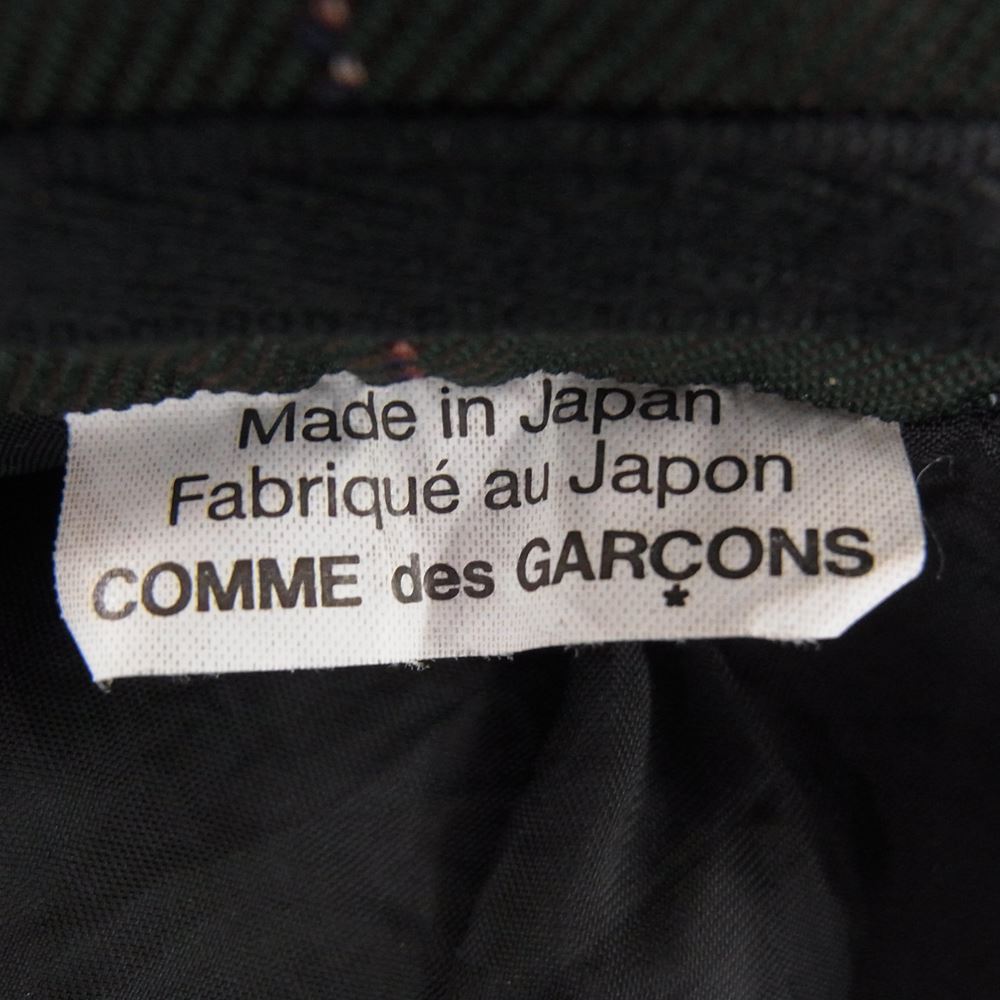 Made in Japan
Fabriqué au Japon
COMME des GARÇONS